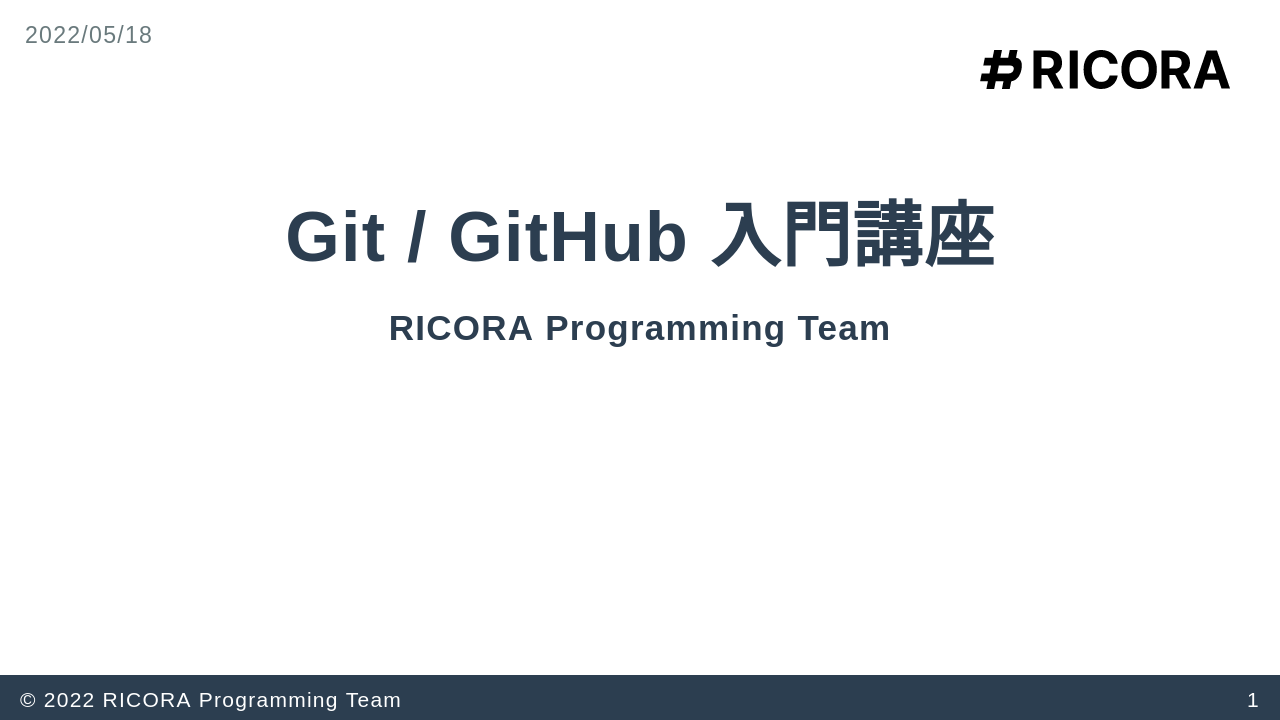 2022/05/18
RICORA
Git / GitHub 入門講座
RICORA Programming Team
© 2022 RICORA Programming Team
1